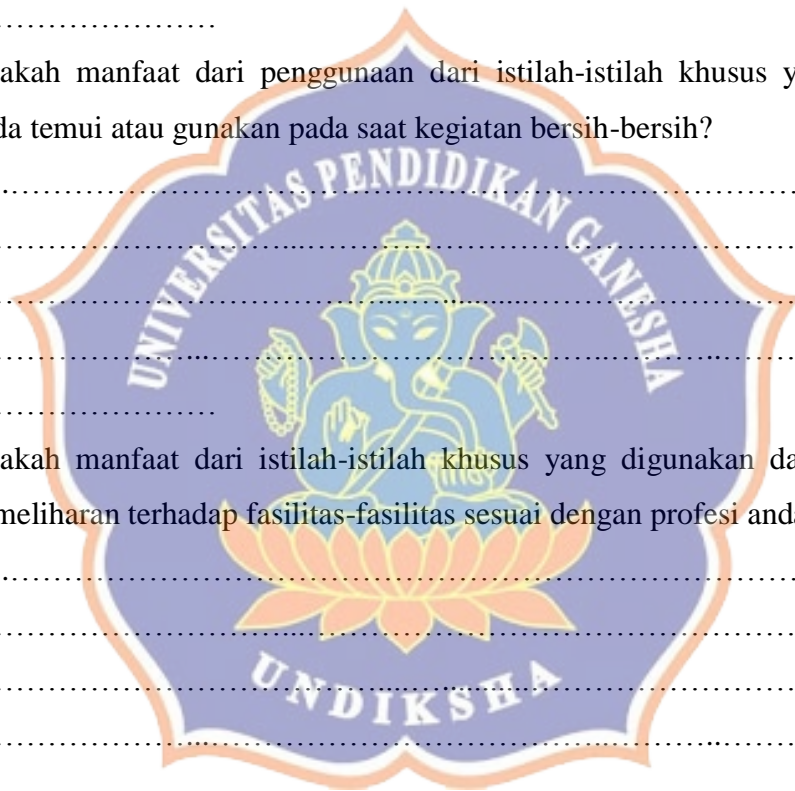 …………………
akah manfaat dari penggunaan dari istilah-istilah khusus y
da temui atau gunakan pada saat kegiatan bersih-bersih?
………………………………………………………………………
………………………………………………………………………
………………………………………………………………………
………………………………………………………………………
…………………
akah manfaat dari istilah-istilah khusus yang digunakan da
meliharan terhadap fasilitas-fasilitas sesuai dengan profesi anda
………………………………………………………………………
………………………………………………………………………
………………………………………………………………………
………………………………………………………………………
UNIVERSITAS PENDIDIKAN GANESHA
UNDIKSHA